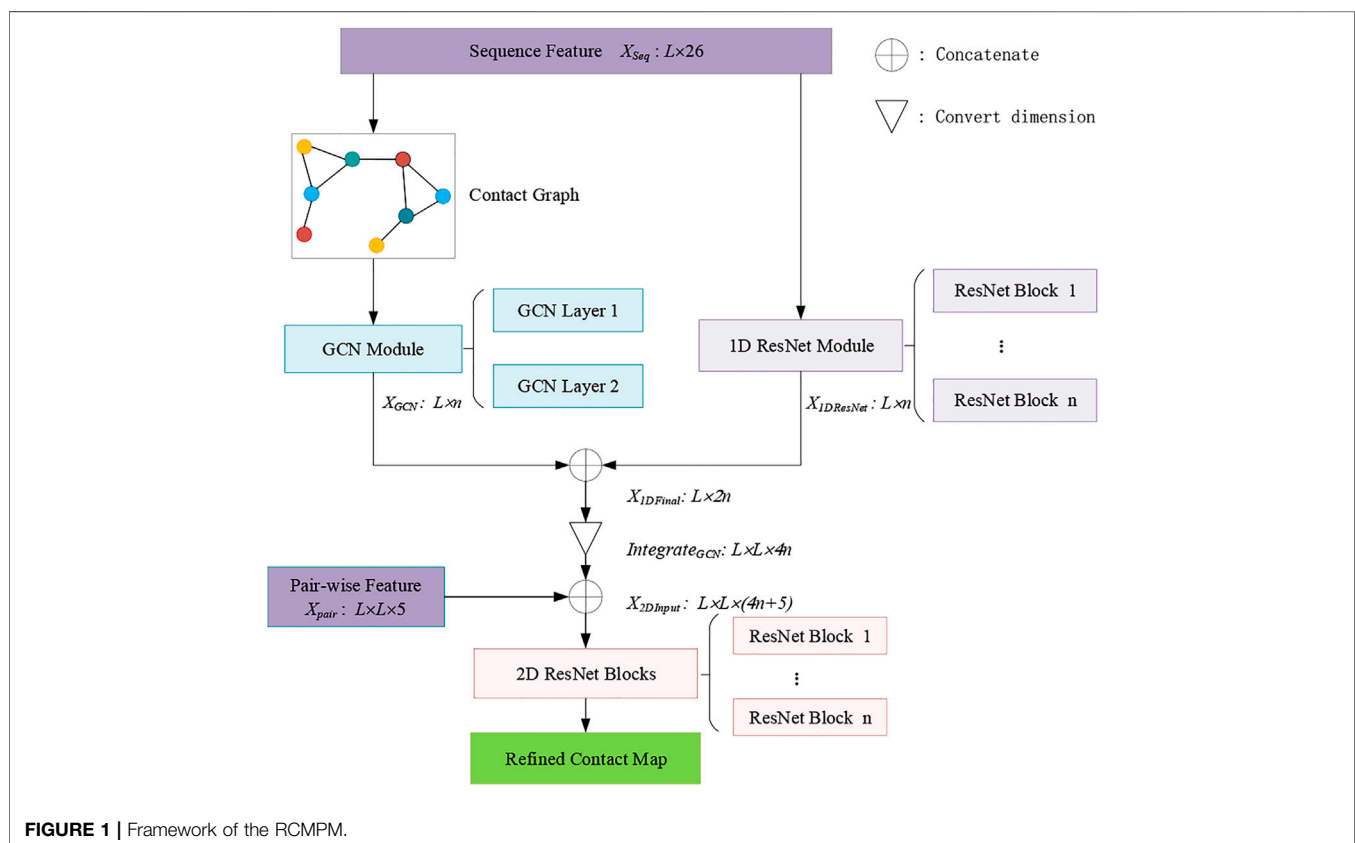 Sequence Feature X_Seq : L×26
: Concatenate
: Convert dimension
Contact Graph
GCN Layer 1
GCN Module
GCN Layer 2
X_GCN : L×n
ResNet Block 1
1D ResNet Module
⋮
ResNet Block n
X_1DResNet : L×n
X_1DFinal : L×2n
Integrate_GCN : L×L×4n
Pair-wise Feature
X_pair : L×L×5
X_2DInput : L×L×(4n+5)
ResNet Block 1
2D ResNet Blocks
⋮
ResNet Block n
Refined Contact Map
FIGURE 1 | Framework of the RCMPM.